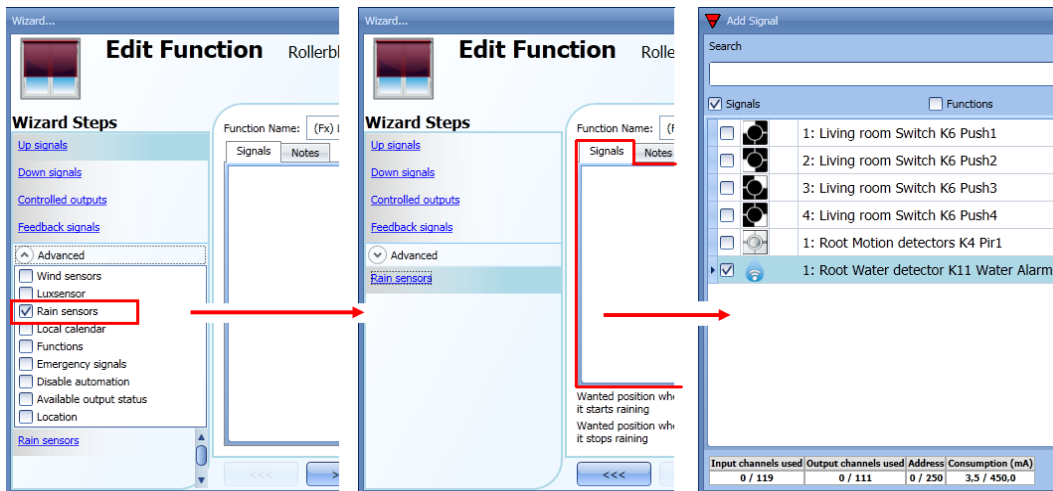 Wizard...
Edit Function Rollerbl
Wizard Steps
Up signals
Down signals
Controlled outputs
Feedback signals
Advanced
Wind sensors
Luxsensor
Rain sensors
Local calendar
Functions
Emergency signals
Disable automation
Available output status
Location
Rain sensors
Function Name: (Fx) L
Signals Notes
<<< >
Wizard...
Edit Function Rolle
Wizard Steps
Up signals
Down signals
Controlled outputs
Feedback signals
Advanced
Rain sensors
Function Name: (F
Signals Notes
Wanted position whe
it starts raining
Wanted position whe
it stops raining
<<<
Add Signal
Search
Signals Functions
1: Living room Switch K6 Push1
2: Living room Switch K6 Push2
3: Living room Switch K6 Push3
4: Living room Switch K6 Push4
1: Root Motion detectors K4 Pir1
1: Root Water detector K11 Water Alarm
Input channels used Output channels used Address Consumption (mA)
0 / 119 0 / 111 0 / 250 3,5 / 450,0